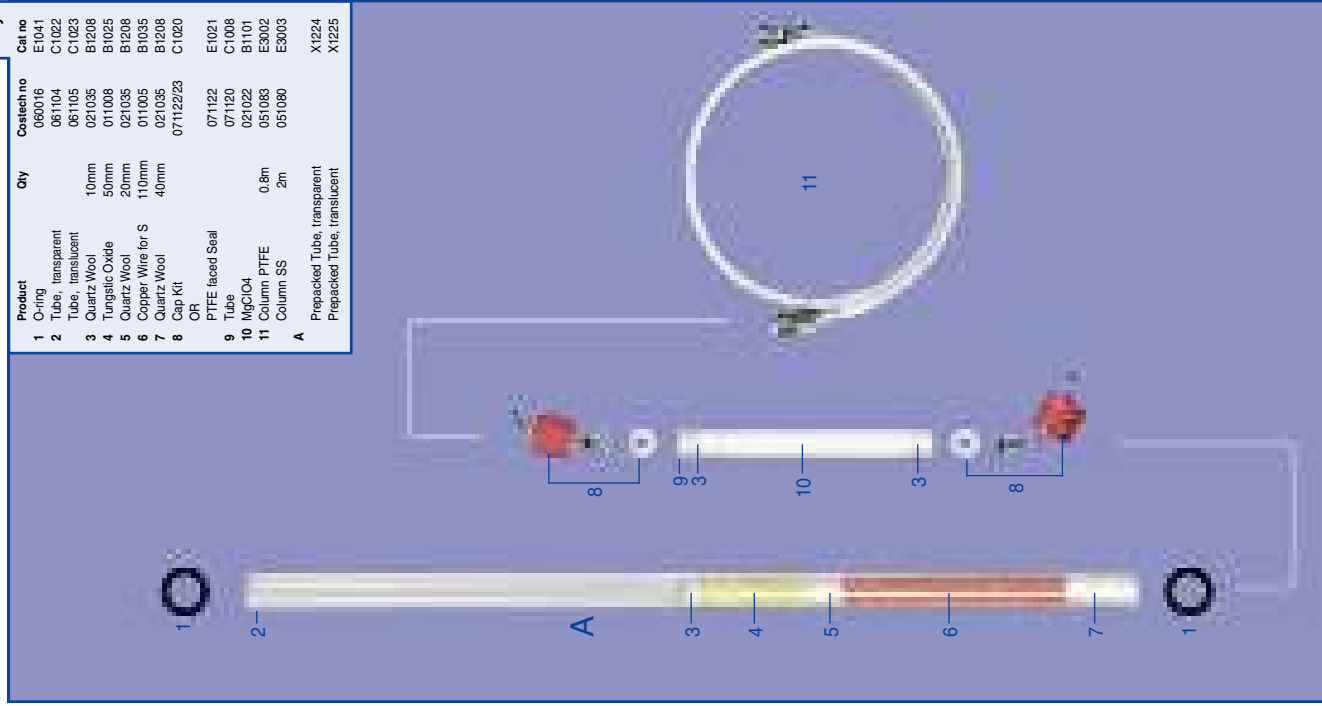 Product Qty Costech no Cat no
1 O-ring 060016 E1041
2 Tube, transparent 061104 C1022
Tube, translucent 061105 C1023
3 Quartz Wool 10mm 021035 B1208
4 Tungstic Oxide 50mm 011008 B1025
5 Quartz Wool 20mm 021035 B1208
6 Copper Wire for S 110mm 011005 B1035
7 Quartz Wool 40mm 021035 B1208
8 Cap Kit 071122/23 C1020
OR
PTFE faced Seal 071122 E1021
9 Tube 071120 C1008
10 MgClO4 021022 B1101
11 Column PTFE 0.8m 051083 E3002
Column SS 2m 051080 E3003
A
Prepacked Tube, transparent X1224
Prepacked Tube, translucent X1225
1
2
A
3
4
5
6
7
1
8
9
3
10
3
8
11